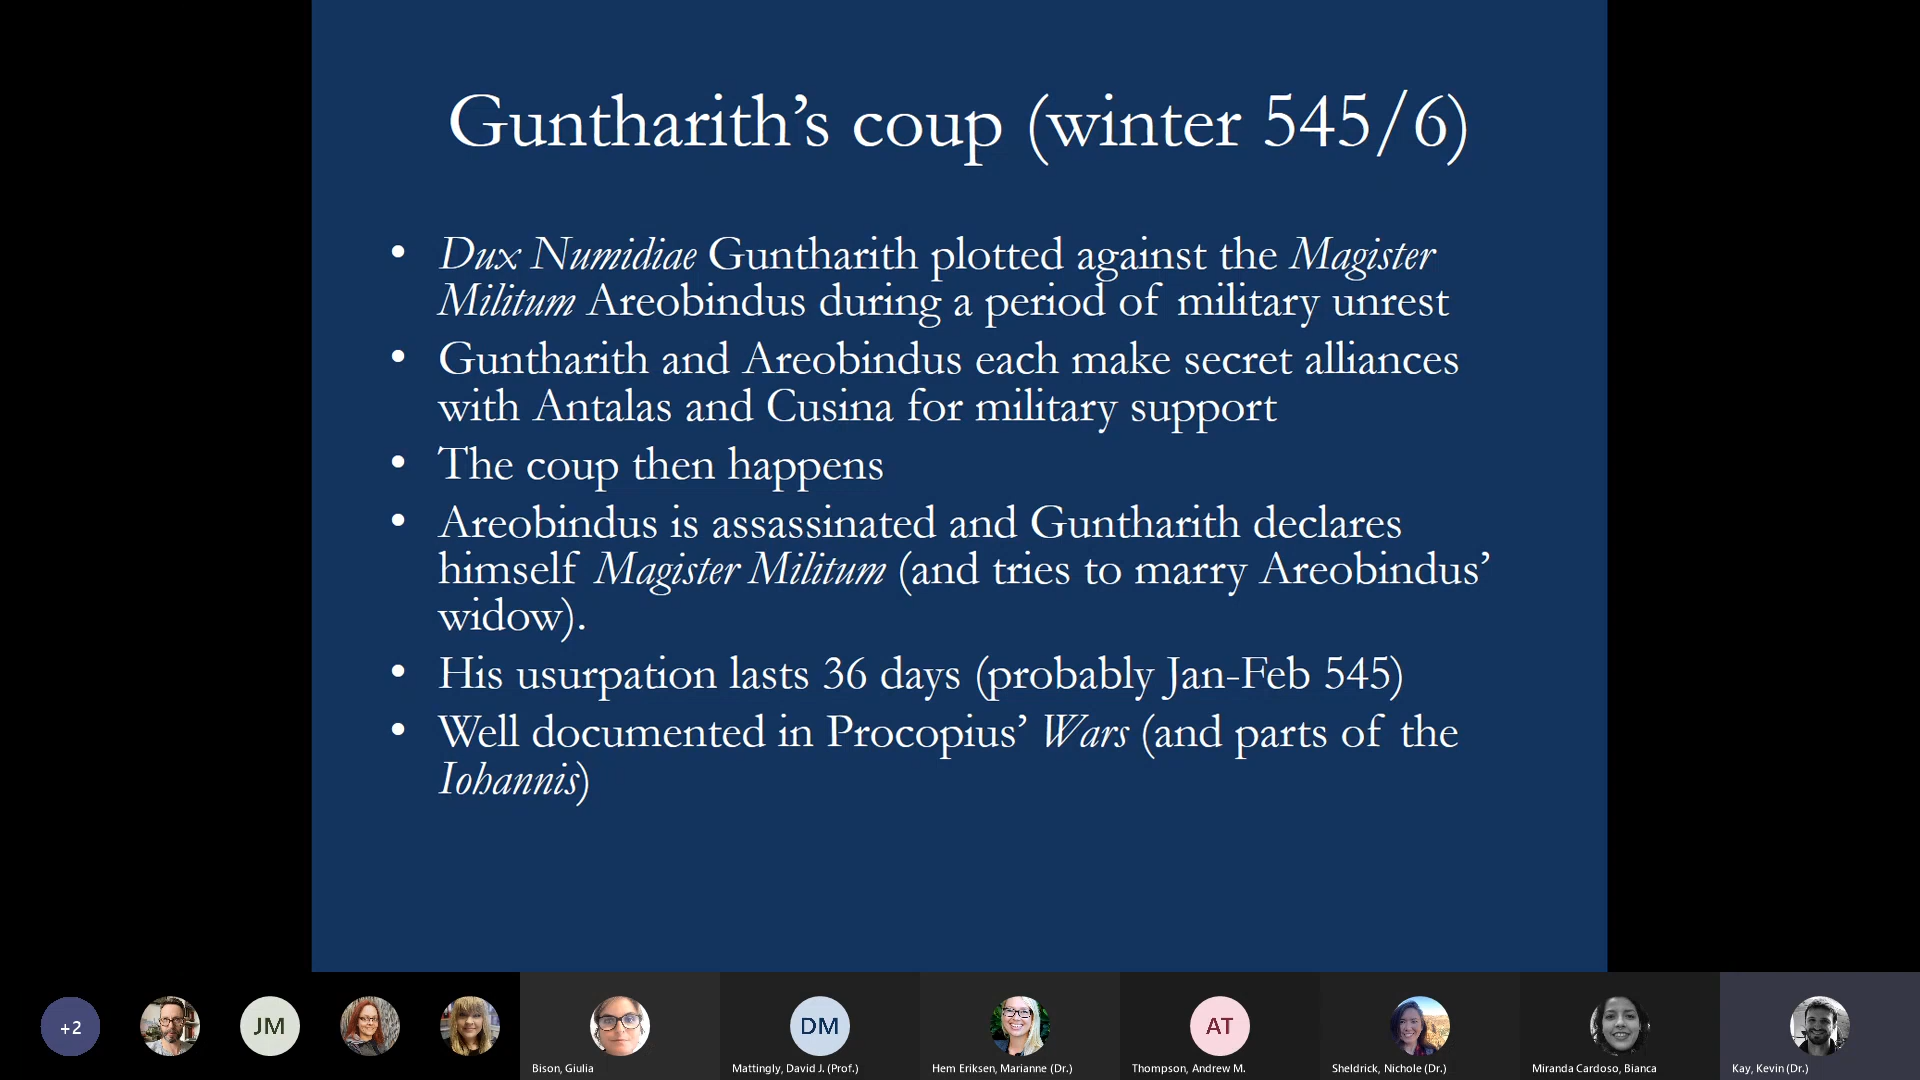 Guntharith’s coup (winter 545/6)
• Dux Numidiae Guntharith plotted against the Magister
Militum Areobindus during a period of military unrest
• Guntharith and Areobindus each make secret alliances
with Antalas and Cusina for military support
• The coup then happens
• Areobindus is assassinated and Guntharith declares
himself Magister Militum (and tries to marry Areobindus’
widow).
• His usurpation lasts 36 days (probably Jan-Feb 545)
• Well documented in Procopius’ Wars (and parts of the
Iohannis)
+2
JM
DM
AT
Bison, Giulia
Mattingly, David J. (Prof.)
Hem Eriksen, Marianne (Dr.)
Thompson, Andrew M.
Sheldrick, Nichole (Dr.)
Miranda Cardoso, Bianca
Kay, Kevin (Dr.)